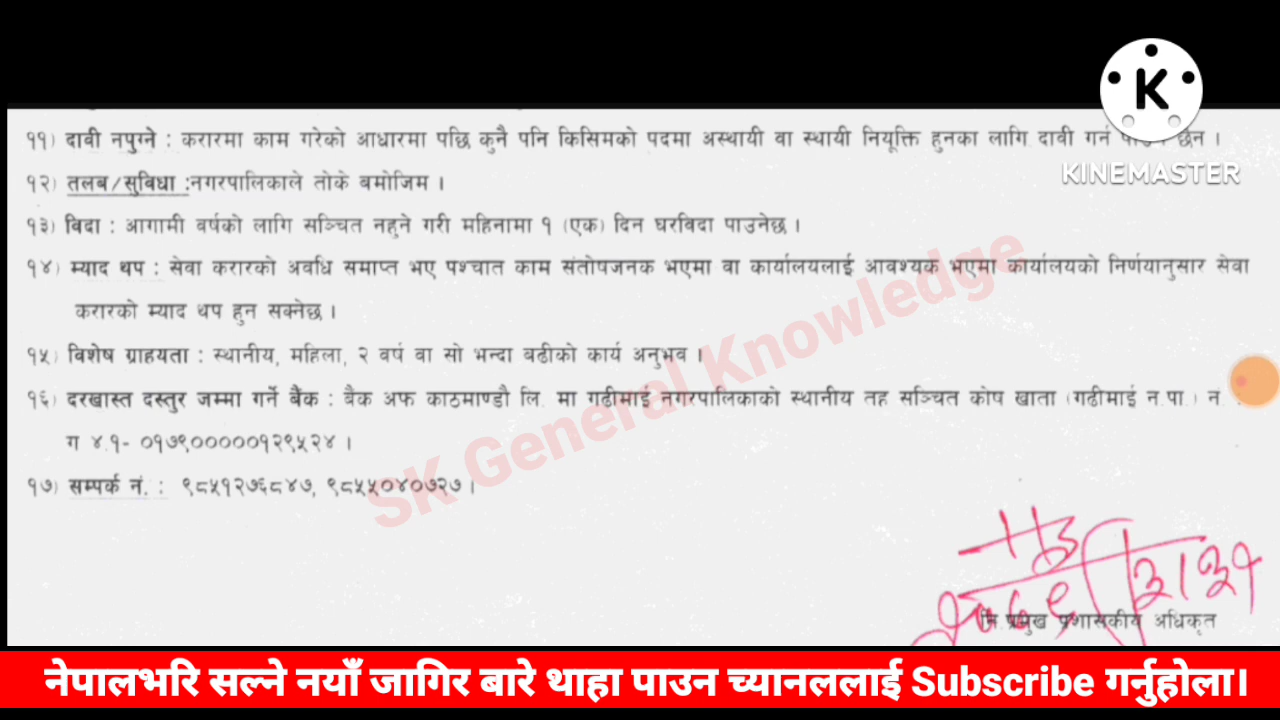 ११) दावी नपुग्ने : करारमा काम गरेको आधारमा पछि कुनै पनि किसिमको पदमा अस्थायी वा स्थायी नियूक्ति हुनका लागि दावी गर्न छैन ।
१२) तलब/सुविधा :नगरपालिकाले तोके बमोजिम ।
KINEMASTER
१३) विदा : आगामी वर्षको लागि सञ्चित नहुने गरी महिनामा १ (एक) दिन घरविदा पाउनेछ ।
१४) म्याद थप : सेवा करारको अवधि समाप्त भए पश्चात काम संतोषजनक भएमा वा कार्यालयलाई आवश्यक भएमा कार्यालयको निर्णयानुसार सेवा
करारको म्याद थप हुन सक्नेछ ।
१५) विशेष ग्राहयता : स्थानीय, महिला, २ वर्ष वा सो भन्दा बढीको कार्य अनुभव ।
१६) दरखास्त दस्तुर जम्मा गर्ने बैंक : बैंक अफ काठमाण्डौ लि. मा गढीमाई नगरपालिकाको स्थानीय तह सञ्चित कोष खाता (गढीमाई न.पा.) न.
ग ४.१- ०१७९००००००१२९५२४ ।
१७) सम्पर्क नं. : ९८५१२७६८४७, ९८५५०४०७२७ ।
SK General Knowledge
नि.प्रमुख प्रशासकीय अधिकृत
नेपालभरि सल्ने नयाँ जागिर बारे थाहा पाउन च्यानललाई Subscribe गर्नुहोला।